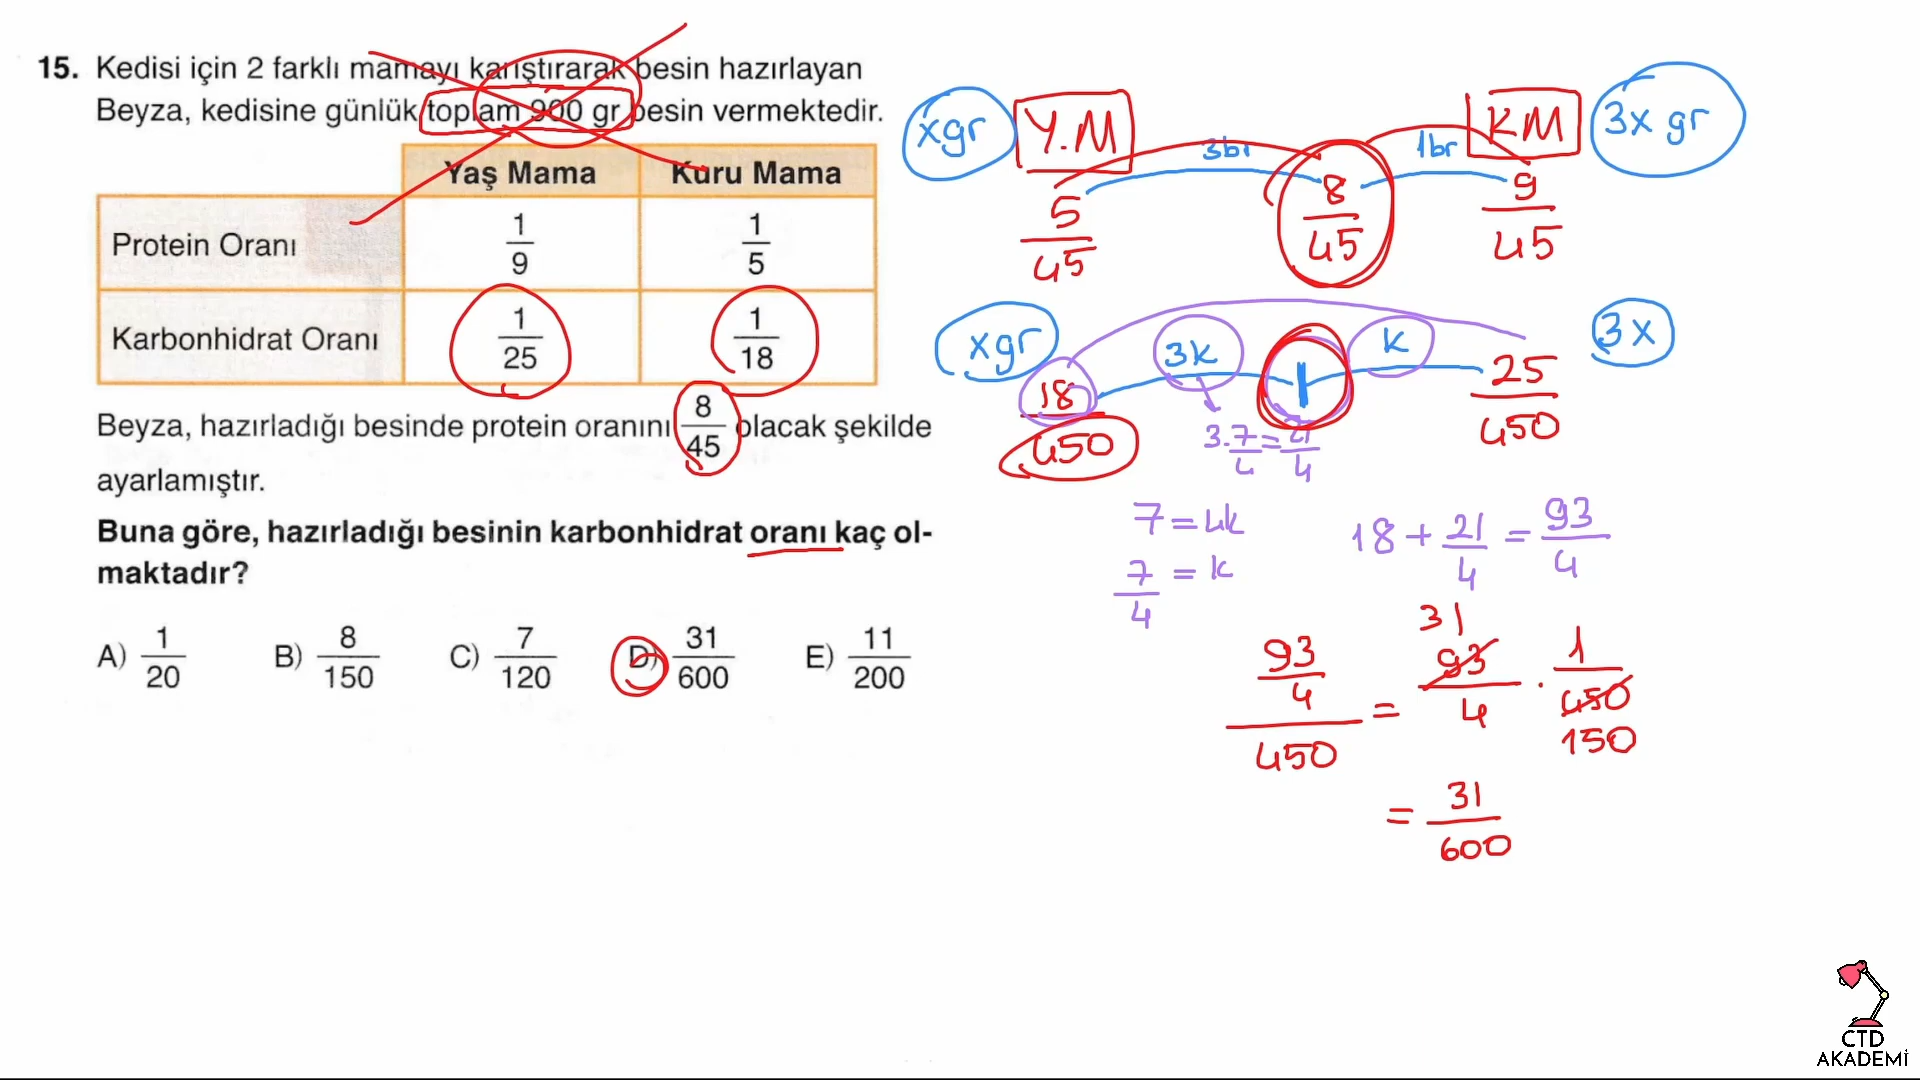 15. Kedisi için 2 farklı mamayı karıştırarak besin hazırlayan
Beyza, kedisine günlük toplam 900 gr besin vermektedir.
Yaş Mama Kuru Mama
Protein Oranı 1/9 1/5
Karbonhidrat Oranı 1/25 1/18
Beyza, hazırladığı besinde protein oranını 8/45 olacak şekilde
ayarlamıştır.
Buna göre, hazırladığı besinin karbonhidrat oranı kaç ol-
maktadır?
A) 1/20 B) 8/150 C) 7/120 D) 31/600 E) 11/200
xgr Y.M KM 3x gr
3br 1br
5/45 8/45 9/45
xgr 3k k 3x
18/450 25/450
3.7/4=21/4
7=4k
7/4=k
18+21/4=93/4
93/4/450 = 93/4 . 1/450
31
150
= 31/600
CTD
AKADEMİ